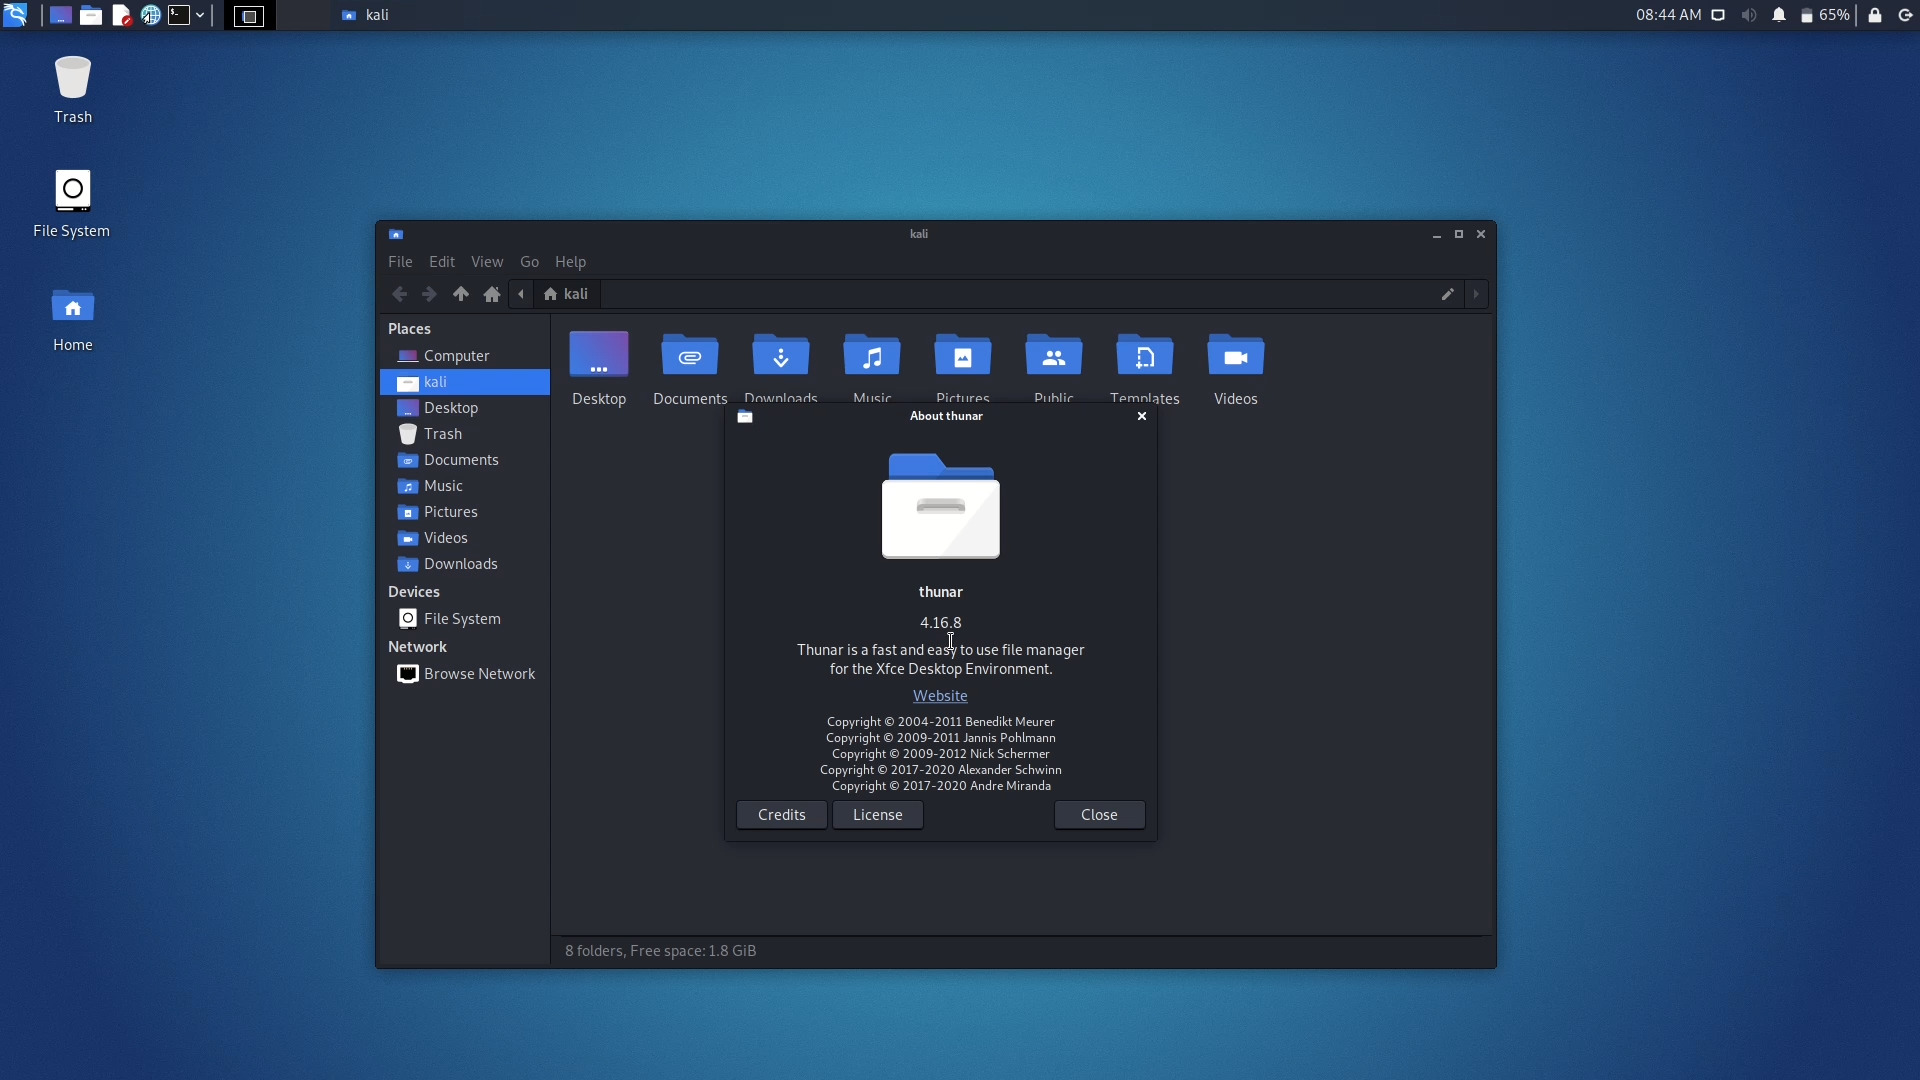 kali
08:44 AM
65%
Trash
File System
Home
kali
File Edit View Go Help
kali
Places
Computer
kali
Desktop
Trash
Documents
Music
Pictures
Videos
Downloads
Devices
File System
Network
Browse Network
Desktop Documents Downloads Music Pictures Public Templates Videos
About thunar
thunar
4.16.8
Thunar is a fast and easy to use file manager
for the Xfce Desktop Environment.
Website
Copyright © 2004-2011 Benedikt Meurer
Copyright © 2009-2011 Jannis Pohlmann
Copyright © 2009-2012 Nick Schermer
Copyright © 2017-2020 Alexander Schwinn
Copyright © 2017-2020 Andre Miranda
Credits License Close
8 folders, Free space: 1.8 GiB